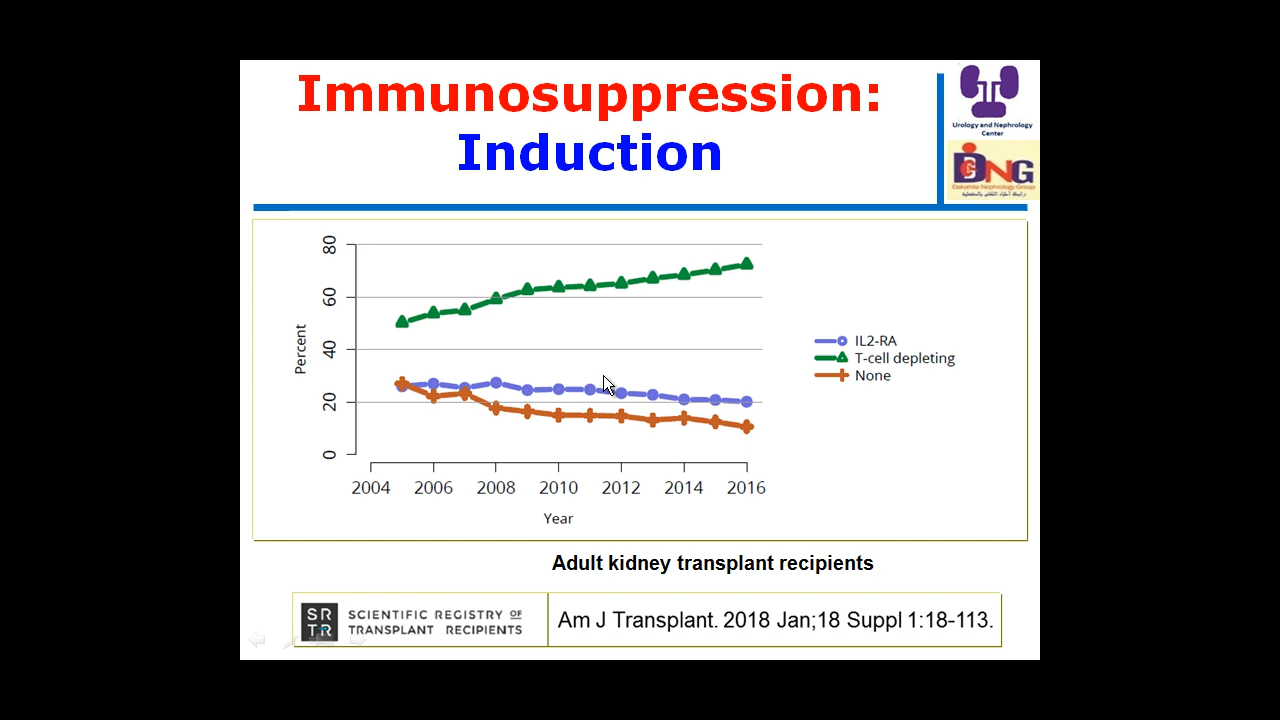 Immunosuppression:
Induction
Urology and Nephrology
Center
DNG
Dakahlia Nephrology Group
80
60
40
20
0
Percent
2004 2006 2008 2010 2012 2014 2016
Year
IL2-RA
T-cell depleting
None
Adult kidney transplant recipients
SR
TR
SCIENTIFIC REGISTRY OF
TRANSPLANT RECIPIENTS
Am J Transplant. 2018 Jan;18 Suppl 1:18-113.